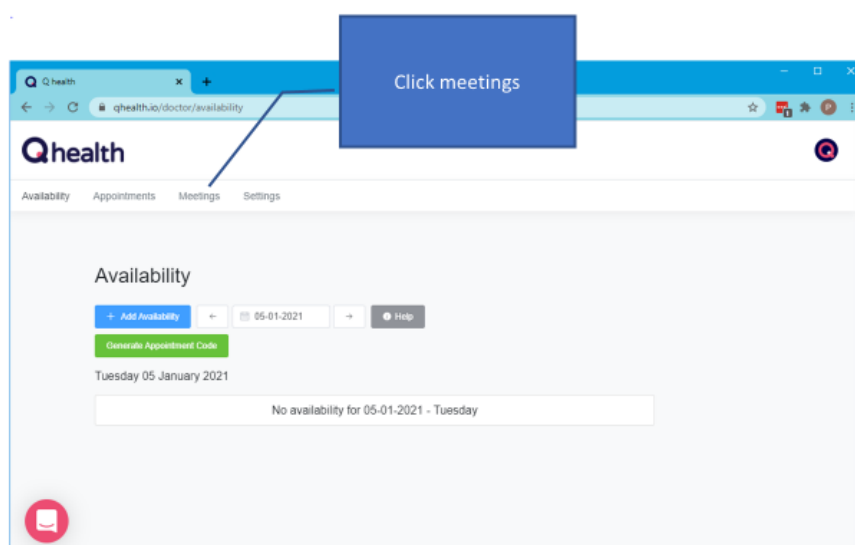 Click meetings
Q health
qhealth.io/doctor/availability
P
Qhealth
Availability Appointments Meetings Settings
Availability
+ Add Availability
05-01-2021
Help
Generate Appointment Code
Tuesday 05 January 2021
No availability for 05-01-2021 - Tuesday